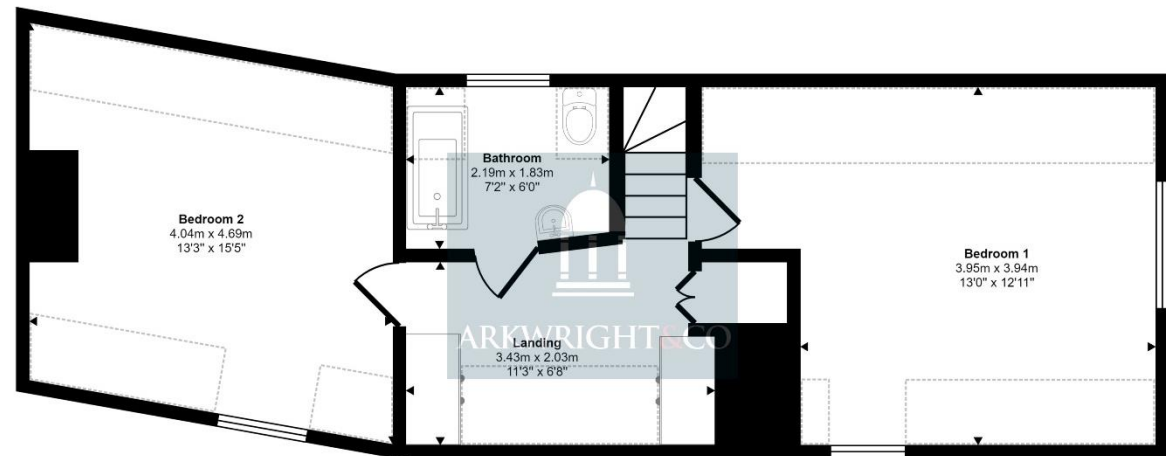 Bedroom 2
4.04m x 4.69m
13'3" x 15'5"
Bathroom
2.19m x 1.83m
7'2" x 6'0"
Bedroom 1
3.95m x 3.94m
13'0" x 12'11"
ARKWRIGHT&CO
Landing
3.43m x 2.03m
11'3" x 6'8"